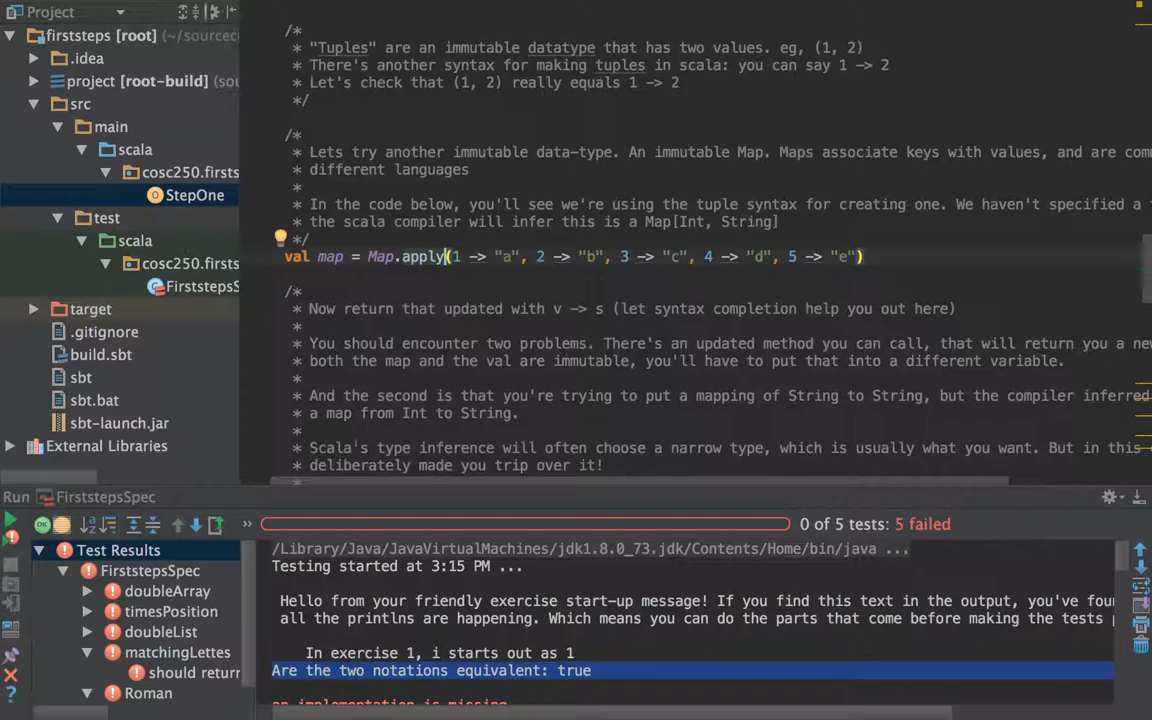 Project
firststeps [root] (~/sourcec
.idea
project [root-build] (sou
src
main
scala
cosc250.firsts
StepOne
test
scala
cosc250.firsts
FirststepsS
target
.gitignore
build.sbt
sbt
sbt.bat
sbt-launch.jar
External Libraries
/*
* "Tuples" are an immutable datatype that has two values. eg, (1, 2)
* There's another syntax for making tuples in scala: you can say 1 -> 2
* Let's check that (1, 2) really equals 1 -> 2
*/
/*
* Lets try another immutable data-type. An immutable Map. Maps associate keys with values, and are com
* different languages
*
* In the code below, you'll see we're using the tuple syntax for creating one. We haven't specified a t
* the scala compiler will infer this is a Map[Int, String]
*/
val map = Map.apply(1 -> "a", 2 -> "b", 3 -> "c", 4 -> "d", 5 -> "e")
/*
* Now return that updated with v -> s (let syntax completion help you out here)
*
* You should encounter two problems. There's an updated method you can call, that will return you a new
* both the map and the val are immutable, you'll have to put that into a different variable.
*
* And the second is that you're trying to put a mapping of String to String, but the compiler inferred
* a map from Int to String.
*
* Scala's type inference will often choose a narrow type, which is usually what you want. But in this
* deliberately made you trip over it!
*
Run FirststepsSpec
0 of 5 tests: 5 failed
Test Results
FirststepsSpec
doubleArray
timesPosition
doubleList
matchingLettes
should return
Roman
/Library/Java/JavaVirtualMachines/jdk1.8.0_73.jdk/Contents/Home/bin/java ...
Testing started at 3:15 PM ...
Hello from your friendly exercise start-up message! If you find this text in the output, you've fou
all the printlns are happening. Which means you can do the parts that come before making the tests p
In exercise 1, i starts out as 1
Are the two notations equivalent: true
an implementation is missing